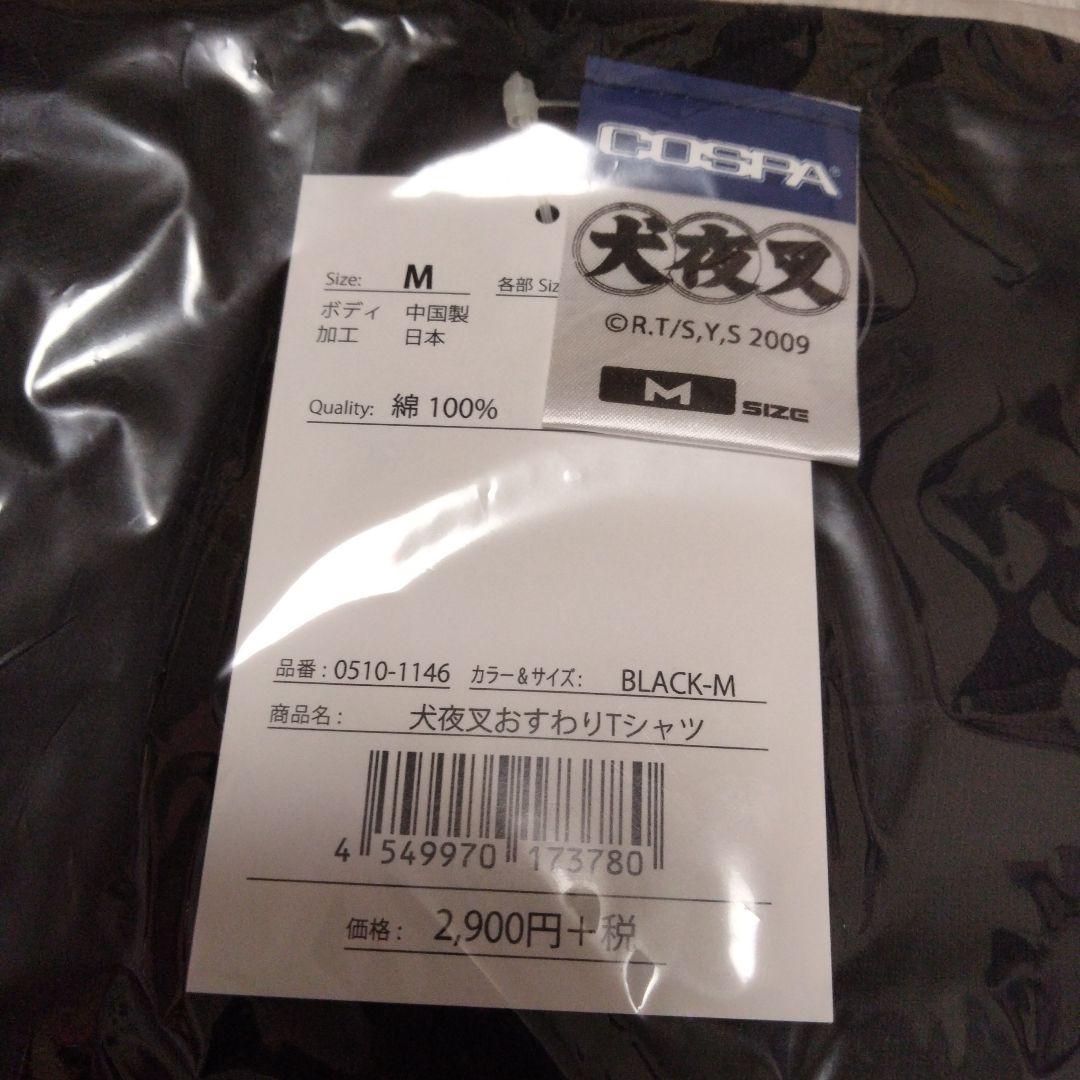 COSPA®
犬夜叉
©R.T/S,Y,S 2009
M SIZE
Size: M 各部 Siz
ボディ 中国製
加工 日本
Quality: 綿 100%
品番 : 0510-1146 カラー&サイズ: BLACK-M
商品名 : 犬夜叉おすわりTシャツ
4 549970 173780
価格 : 2,900円+税